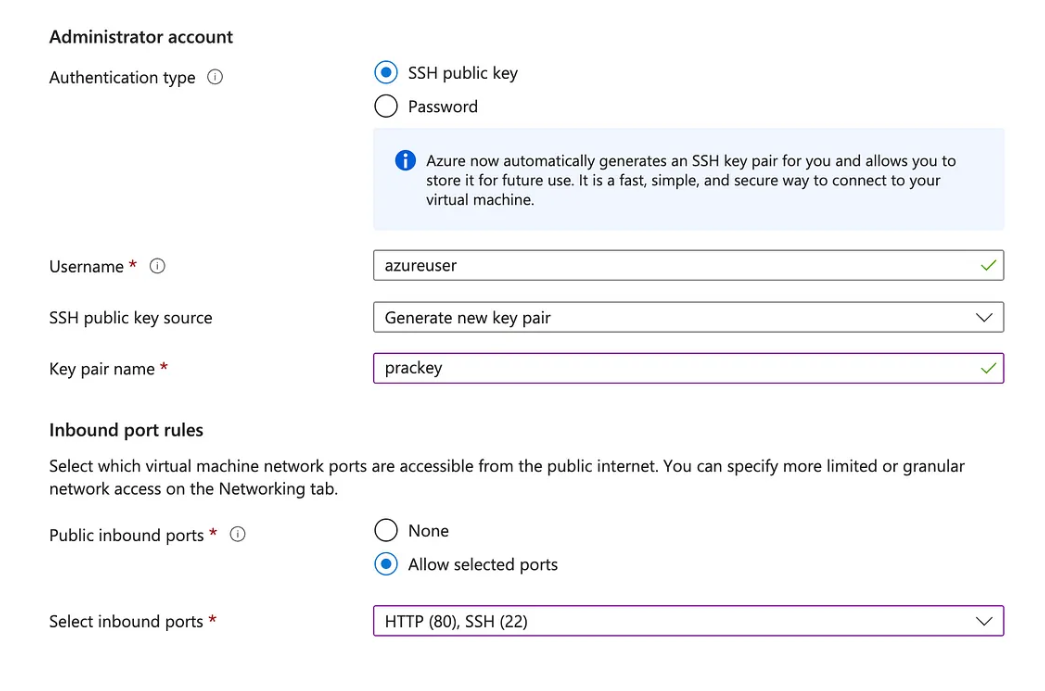 Administrator account
Authentication type
SSH public key
Password
Azure now automatically generates an SSH key pair for you and allows you to
store it for future use. It is a fast, simple, and secure way to connect to your
virtual machine.
Username *
azureuser
SSH public key source
Generate new key pair
Key pair name *
prackey
Inbound port rules
Select which virtual machine network ports are accessible from the public internet. You can specify more limited or granular
network access on the Networking tab.
Public inbound ports *
None
Allow selected ports
Select inbound ports *
HTTP (80), SSH (22)